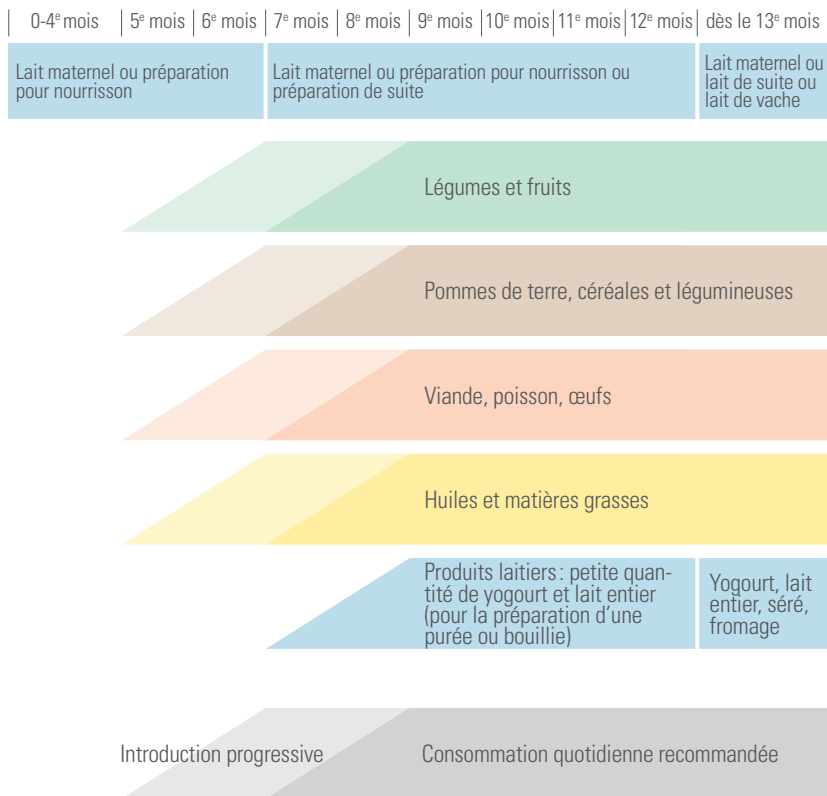 0-4e mois
5e mois
6e mois
7e mois
8e mois
9e mois
10e mois
11e mois
12e mois
dès le 13e mois
Lait maternel ou préparation
pour nourrisson
Lait maternel ou préparation pour nourrisson ou
préparation de suite
Lait maternel ou
lait de suite ou
lait de vache
Légumes et fruits
Pommes de terre, céréales et légumineuses
Viande, poisson, œufs
Huiles et matières grasses
Produits laitiers : petite quan-
tité de yogourt et lait entier
(pour la préparation d’une
purée ou bouillie)
Yogourt, lait
entier, séré,
fromage
Introduction progressive
Consommation quotidienne recommandée